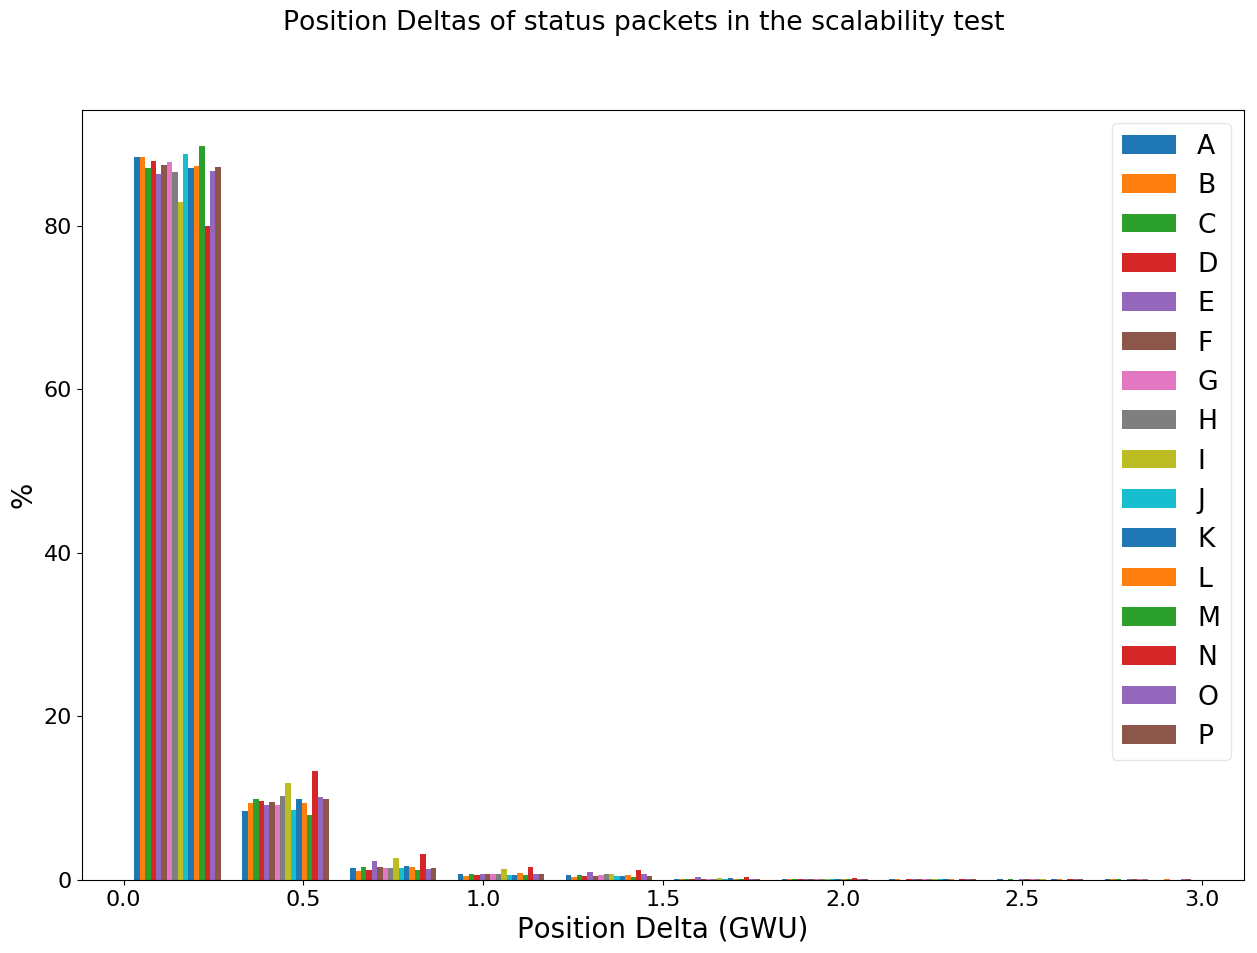 Position Deltas of status packets in the scalability test
%
80
60
40
20
0
0.0 0.5 1.0 1.5 2.0 2.5 3.0
Position Delta (GWU)
A
B
C
D
E
F
G
H
I
J
K
L
M
N
O
P